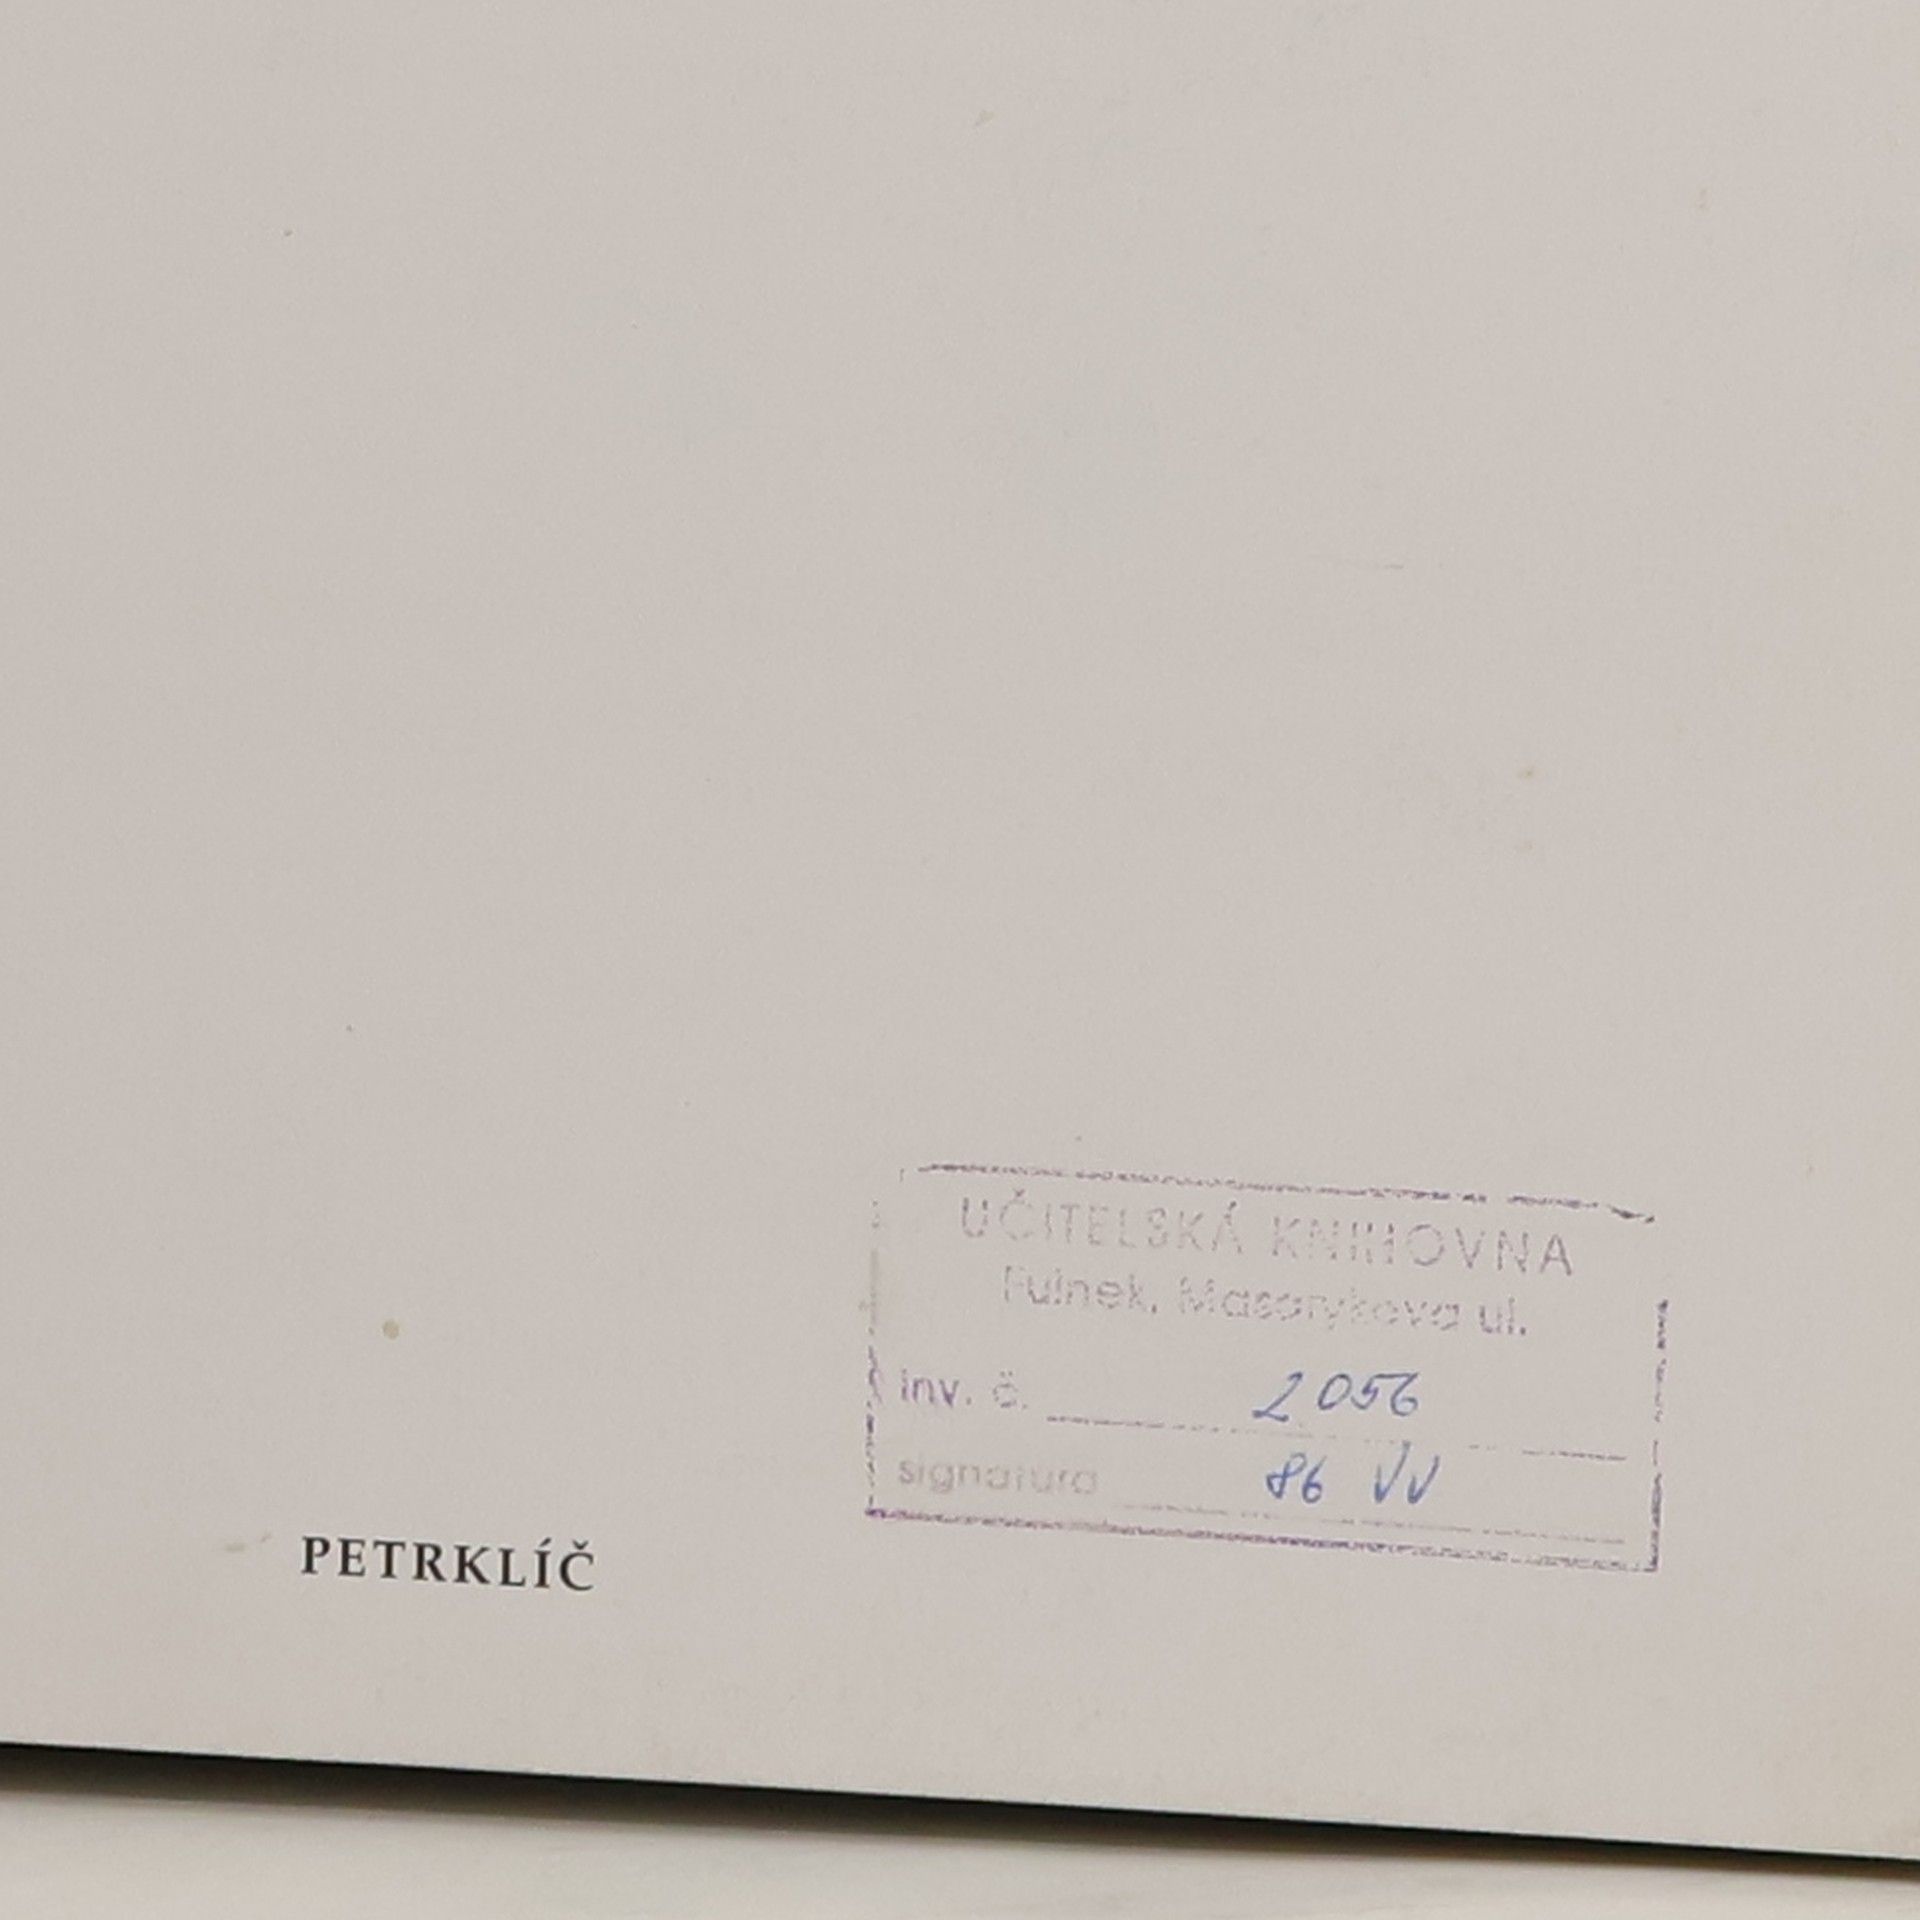 UČITELSKÁ KNIHOVNA
Fulnek, Masarykova ul.
inv. č. 2056
signatura 86 VV
PETRKLÍČ